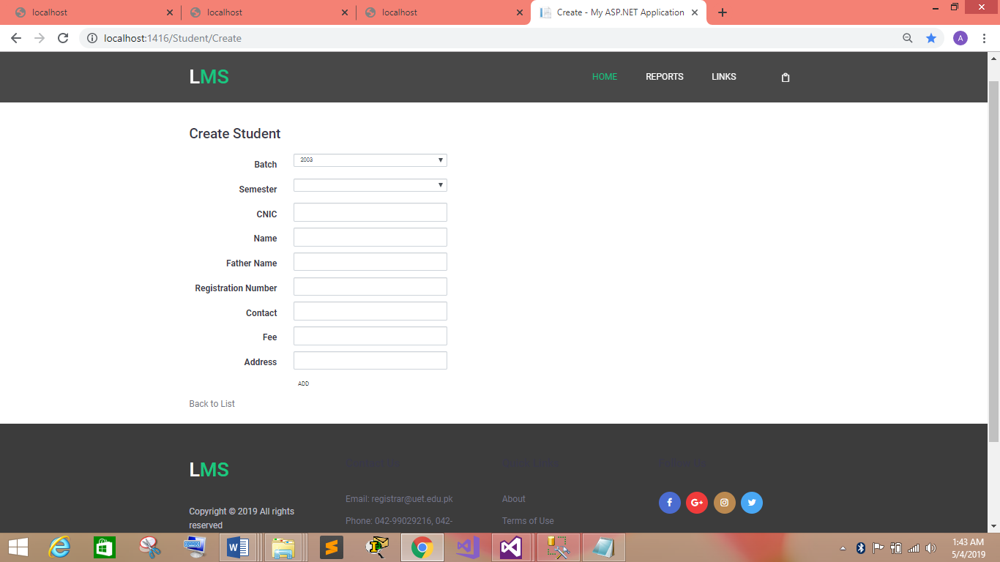 localhost
localhost
localhost
Create - My ASP.NET Application
localhost:1416/Student/Create
A
LMS
HOME
REPORTS
LINKS
Create Student
Batch
2003
Semester
CNIC
Name
Father Name
Registration Number
Contact
Fee
Address
ADD
Back to List
LMS
Copyright © 2019 All rights
reserved
Email: registrar@uet.edu.pk
Phone: 042-99029216, 042-
About
Terms of Use
1:43 AM
5/4/2019